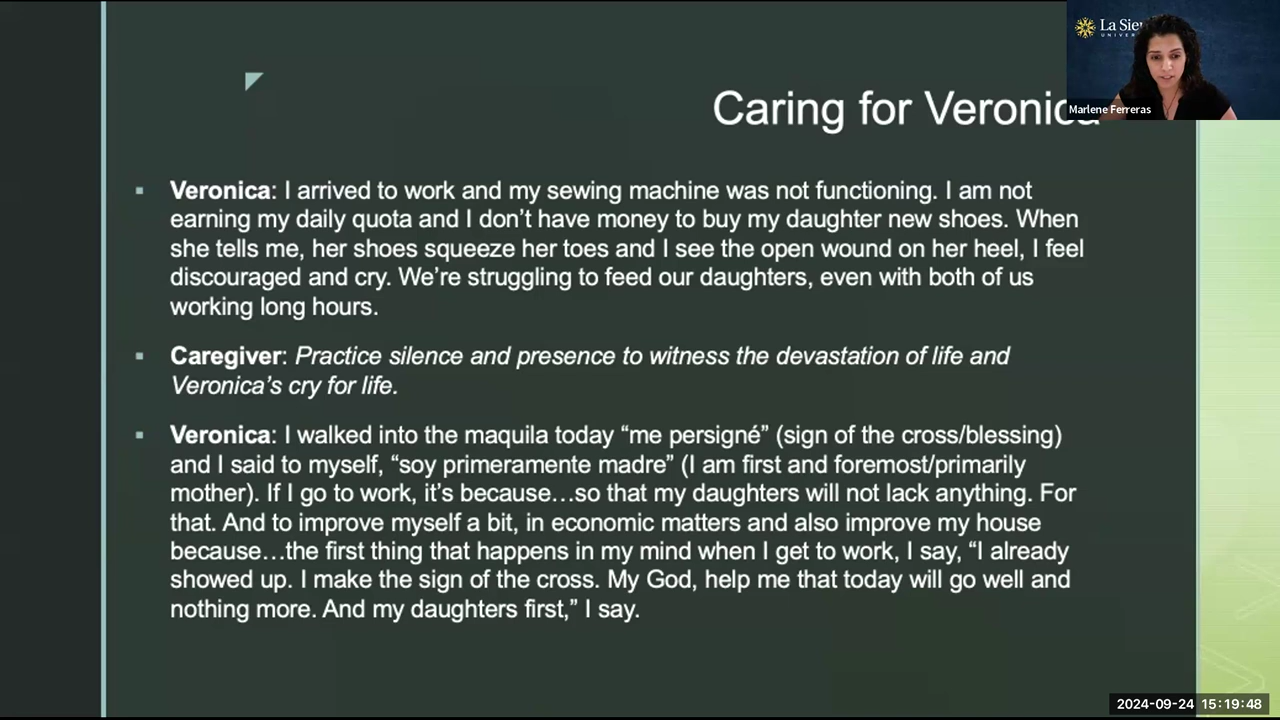 La Sie
UNIVE
Marlene Ferreras
Caring for Veronica
Veronica: I arrived to work and my sewing machine was not functioning. I am not
earning my daily quota and I don’t have money to buy my daughter new shoes. When
she tells me, her shoes squeeze her toes and I see the open wound on her heel, I feel
discouraged and cry. We’re struggling to feed our daughters, even with both of us
working long hours.
Caregiver: Practice silence and presence to witness the devastation of life and
Veronica’s cry for life.
Veronica: I walked into the maquila today “me persigné” (sign of the cross/blessing)
and I said to myself, “soy primeramente madre” (I am first and foremost/primarily
mother). If I go to work, it’s because…so that my daughters will not lack anything. For
that. And to improve myself a bit, in economic matters and also improve my house
because…the first thing that happens in my mind when I get to work, I say, “I already
showed up. I make the sign of the cross. My God, help me that today will go well and
nothing more. And my daughters first,” I say.
2024-09-24 15:19:48